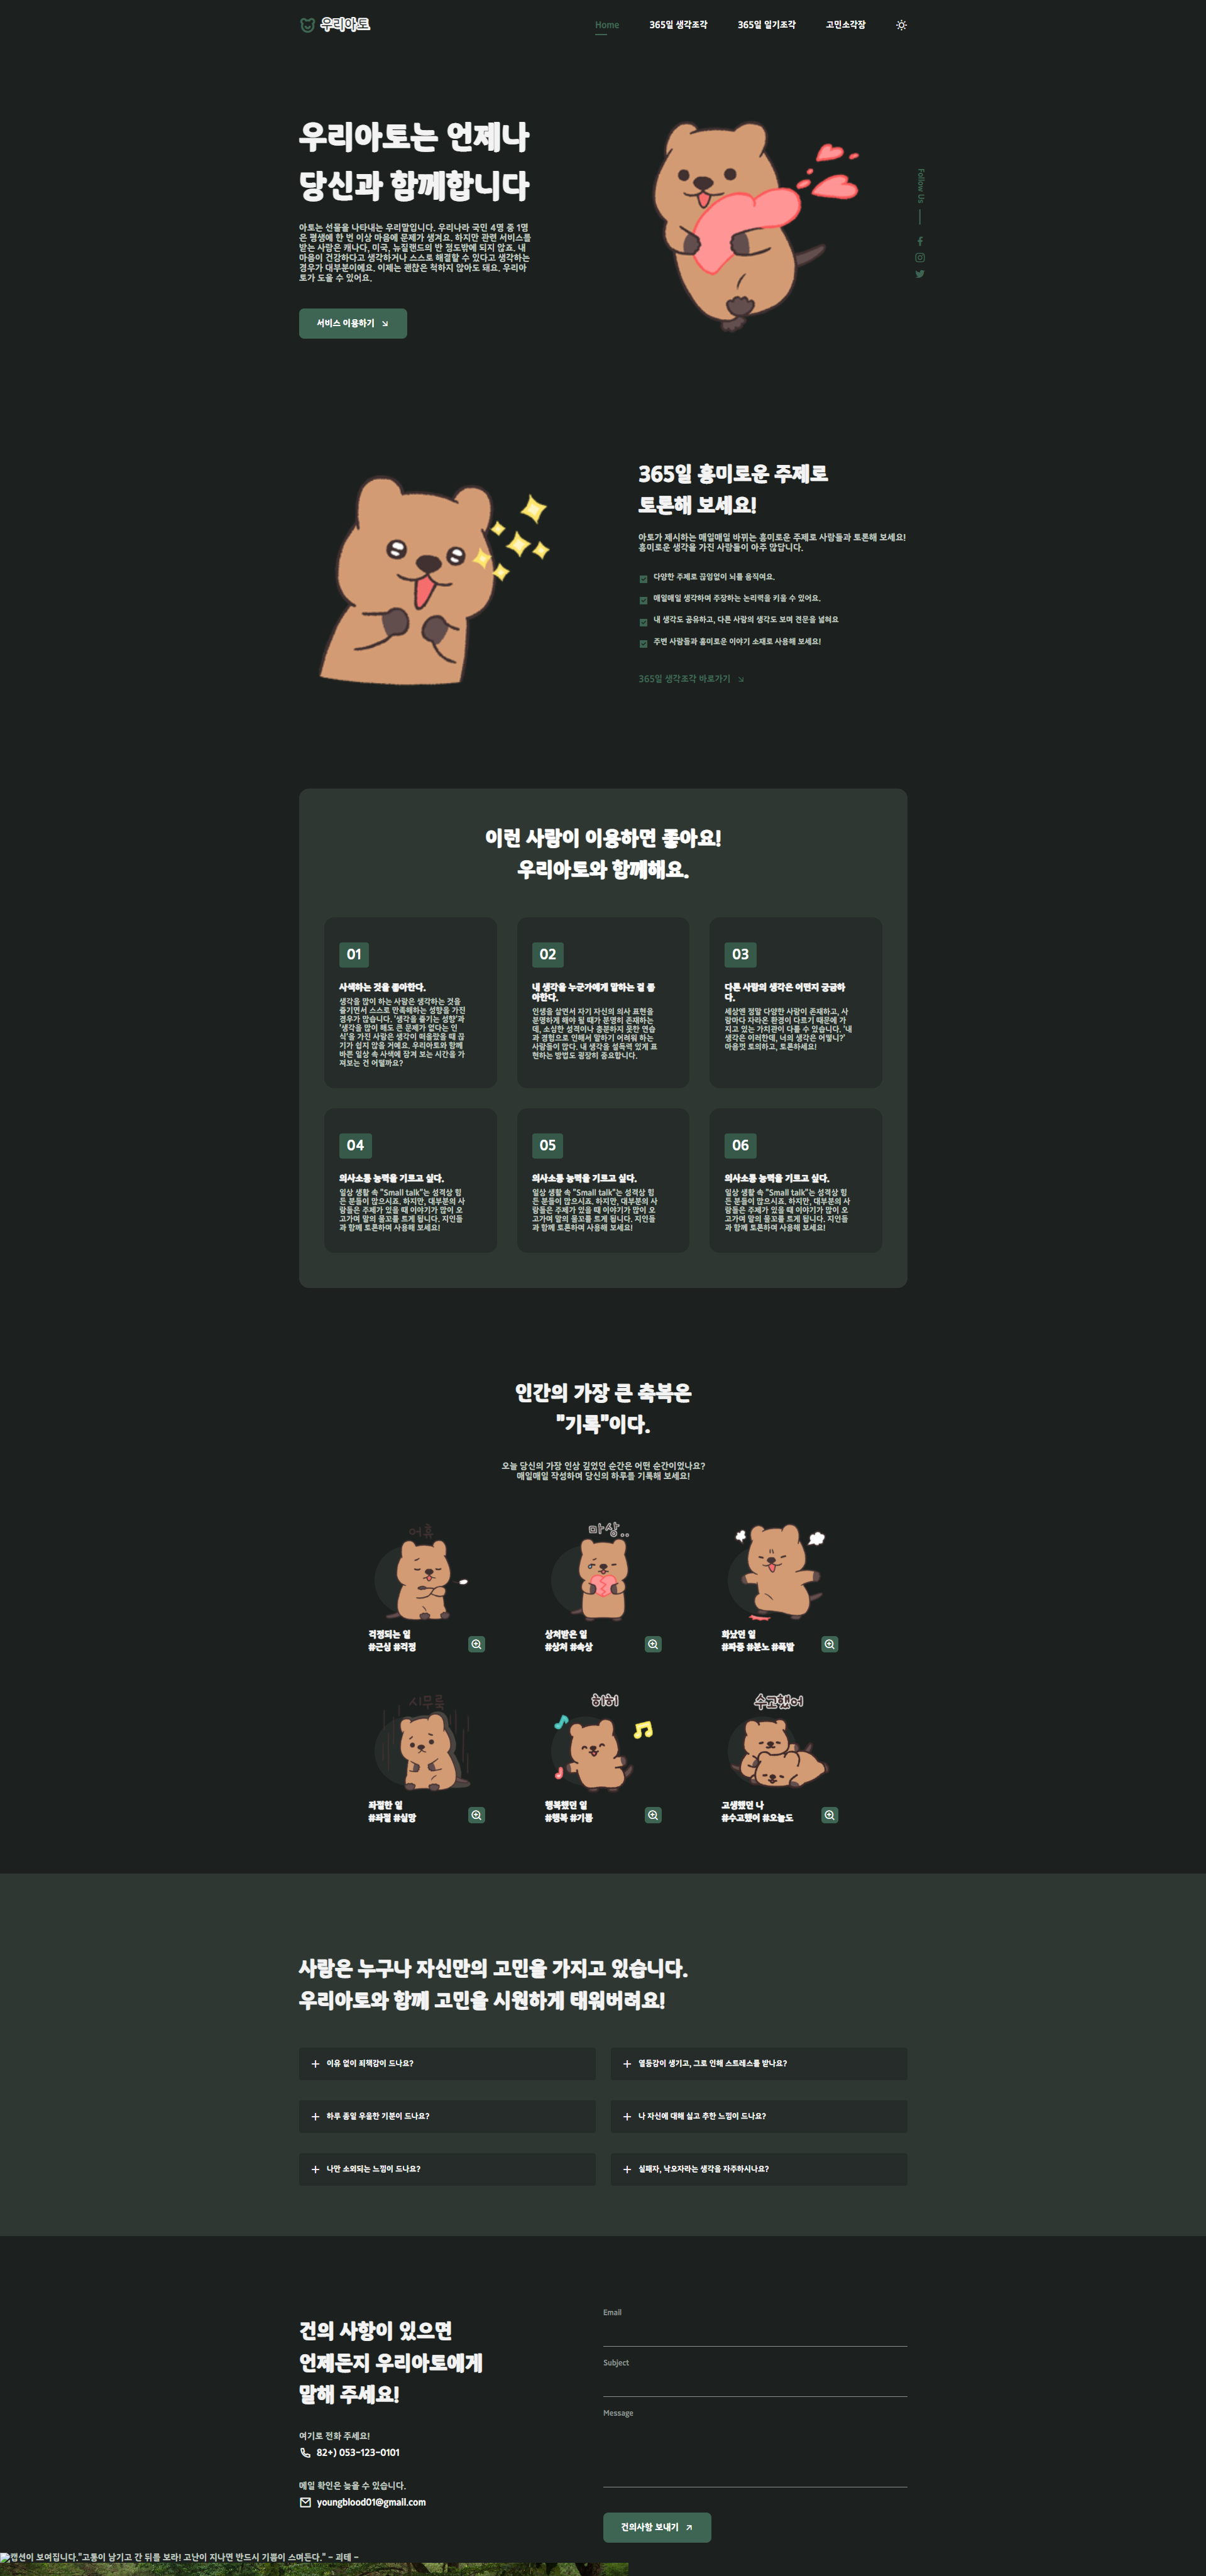 우리아토
Home
365일 생각조각
365일 일기조각
고민소각장
우리아토는 언제나
당신과 함께합니다
아토는 선물을 나타내는 우리말입니다. 우리나라 국민 4명 중 1명
은 평생에 한 번 이상 마음에 문제가 생겨요. 하지만 관련 서비스를
받는 사람은 캐나다, 미국, 뉴질랜드의 반 정도밖에 되지 않죠. 내
마음이 건강하다고 생각하거나 스스로 해결할 수 있다고 생각하는
경우가 대부분이에요. 이제는 괜찮은 척하지 않아도 돼요. 우리아
토가 도울 수 있어요.
서비스 이용하기
Follow Us
365일 흥미로운 주제로
토론해 보세요!
아토가 제시하는 매일매일 바뀌는 흥미로운 주제로 사람들과 토론해 보세요!
흥미로운 생각을 가진 사람들이 아주 많답니다.
다양한 주제로 끊임없이 뇌를 움직여요.
매일매일 생각하며 주장하는 논리력을 키울 수 있어요.
내 생각도 공유하고, 다른 사람의 생각도 보며 견문을 넓혀요
주변 사람들과 흥미로운 이야기 소재로 사용해 보세요!
365일 생각조각 바로가기
이런 사람이 이용하면 좋아요!
우리아토와 함께해요.
01
사색하는 것을 좋아한다.
생각을 많이 하는 사람은 생각하는 것을
즐기면서 스스로 만족해하는 성향을 가진
경우가 많습니다. '생각을 즐기는 성향'과
'생각을 많이 해도 큰 문제가 없다는 인
식'을 가진 사람은 생각이 떠올랐을 때 끊
기가 쉽지 않을 거예요. 우리아토와 함께
바쁜 일상 속 사색에 잠겨 보는 시간을 가
져보는 건 어떨까요?
02
내 생각을 누군가에게 말하는 걸 좋
아한다.
인생을 살면서 자기 자신의 의사 표현을
분명하게 해야 될 때가 분명히 존재하는
데, 소심한 성격이나 충분하지 못한 연습
과 경험으로 인해서 말하기 어려워 하는
사람들이 많다. 내 생각을 설득력 있게 표
현하는 방법도 굉장히 중요합니다.
03
다른 사람의 생각은 어떤지 궁금하
다.
세상엔 정말 다양한 사람이 존재하고, 사
람마다 자라온 환경이 다르기 때문에 가
지고 있는 가치관이 다를 수 있습니다. '내
생각은 이러한데, 너의 생각은 어떻니?'
마음껏 토의하고, 토론하세요!
04
의사소통 능력을 기르고 싶다.
일상 생활 속 "Small talk"는 성격상 힘
든 분들이 많으시죠. 하지만, 대부분의 사
람들은 주제가 있을 때 이야기가 많이 오
고가며 말의 물꼬를 트게 됩니다. 지인들
과 함께 토론하며 사용해 보세요!
05
의사소통 능력을 기르고 싶다.
일상 생활 속 "Small talk"는 성격상 힘
든 분들이 많으시죠. 하지만, 대부분의 사
람들은 주제가 있을 때 이야기가 많이 오
고가며 말의 물꼬를 트게 됩니다. 지인들
과 함께 토론하며 사용해 보세요!
06
의사소통 능력을 기르고 싶다.
일상 생활 속 "Small talk"는 성격상 힘
든 분들이 많으시죠. 하지만, 대부분의 사
람들은 주제가 있을 때 이야기가 많이 오
고가며 말의 물꼬를 트게 됩니다. 지인들
과 함께 토론하며 사용해 보세요!
인간의 가장 큰 축복은
"기록"이다.
오늘 당신의 가장 인상 깊었던 순간은 어떤 순간이었나요?
매일매일 작성하여 당신의 하루를 기록해 보세요!
어휴
걱정되는 일
#근심 #걱정
마상..
상처받은 일
#상처 #속상
화났던 일
#짜증 #분노 #폭발
시무룩
좌절한 일
#좌절 #실망
히히
행복했던 일
#행복 #기쁨
수고했어
고생했던 나
#수고했어 #오늘도
사람은 누구나 자신만의 고민을 가지고 있습니다.
우리아토와 함께 고민을 시원하게 태워버려요!
이유 없이 죄책감이 드나요?
열등감이 생기고, 그로 인해 스트레스를 받나요?
하루 종일 우울한 기분이 드나요?
나 자신에 대해 싫고 추한 느낌이 드나요?
나만 소외되는 느낌이 드나요?
실패자, 낙오자라는 생각을 자주하시나요?
건의 사항이 있으면
언제든지 우리아토에게
말해 주세요!
여기로 전화 주세요!
82+) 053-123-0101
메일 확인은 늦을 수 있습니다.
youngblood01@gmail.com
Email
Subject
Message
건의사항 보내기
캡션이 보여집니다."고통이 남기고 간 뒤를 보라! 고난이 지나면 반드시 기쁨이 스며든다." - 괴테 -